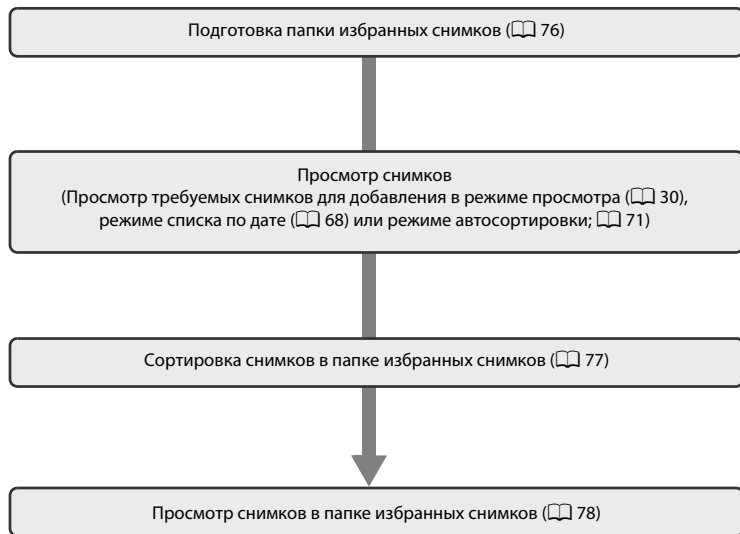 Подготовка папки избранных снимков (📖 76)
Просмотр снимков
(Просмотр требуемых снимков для добавления в режиме просмотра (📖 30),
режиме списка по дате (📖 68) или режиме автосортировки; 📖 71)
Сортировка снимков в папке избранных снимков (📖 77)
Просмотр снимков в папке избранных снимков (📖 78)